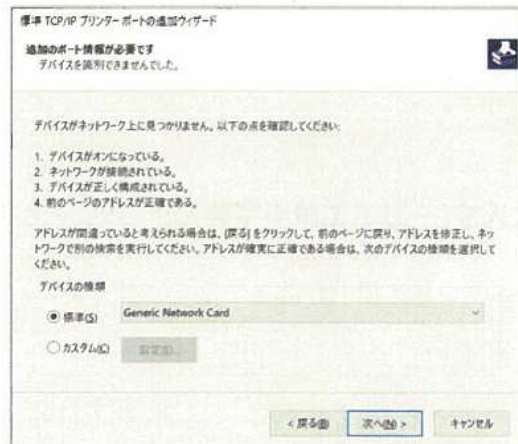 標準 TCP/IP プリンター ポートの追加ウィザード
追加のポート情報が必要です
デバイスを識別できませんでした。
デバイスがネットワーク上に見つかりません。以下の点を確認してください:
1. デバイスがオンになっている。
2. ネットワークが接続されている。
3. デバイスが正しく構成されている。
4. 前のページのアドレスが正確である。
アドレスが間違っていると考えられる場合は、[戻る] をクリックして、前のページに戻り、アドレスを修正し、ネッ
トワークで別の検索を実行してください。アドレスが確実に正確である場合は、次のデバイスの種類を選択して
ください。
デバイスの種類
標準(S) Generic Network Card
カスタム(C) 設定(E)...
< 戻る(B) 次へ(N) > キャンセル